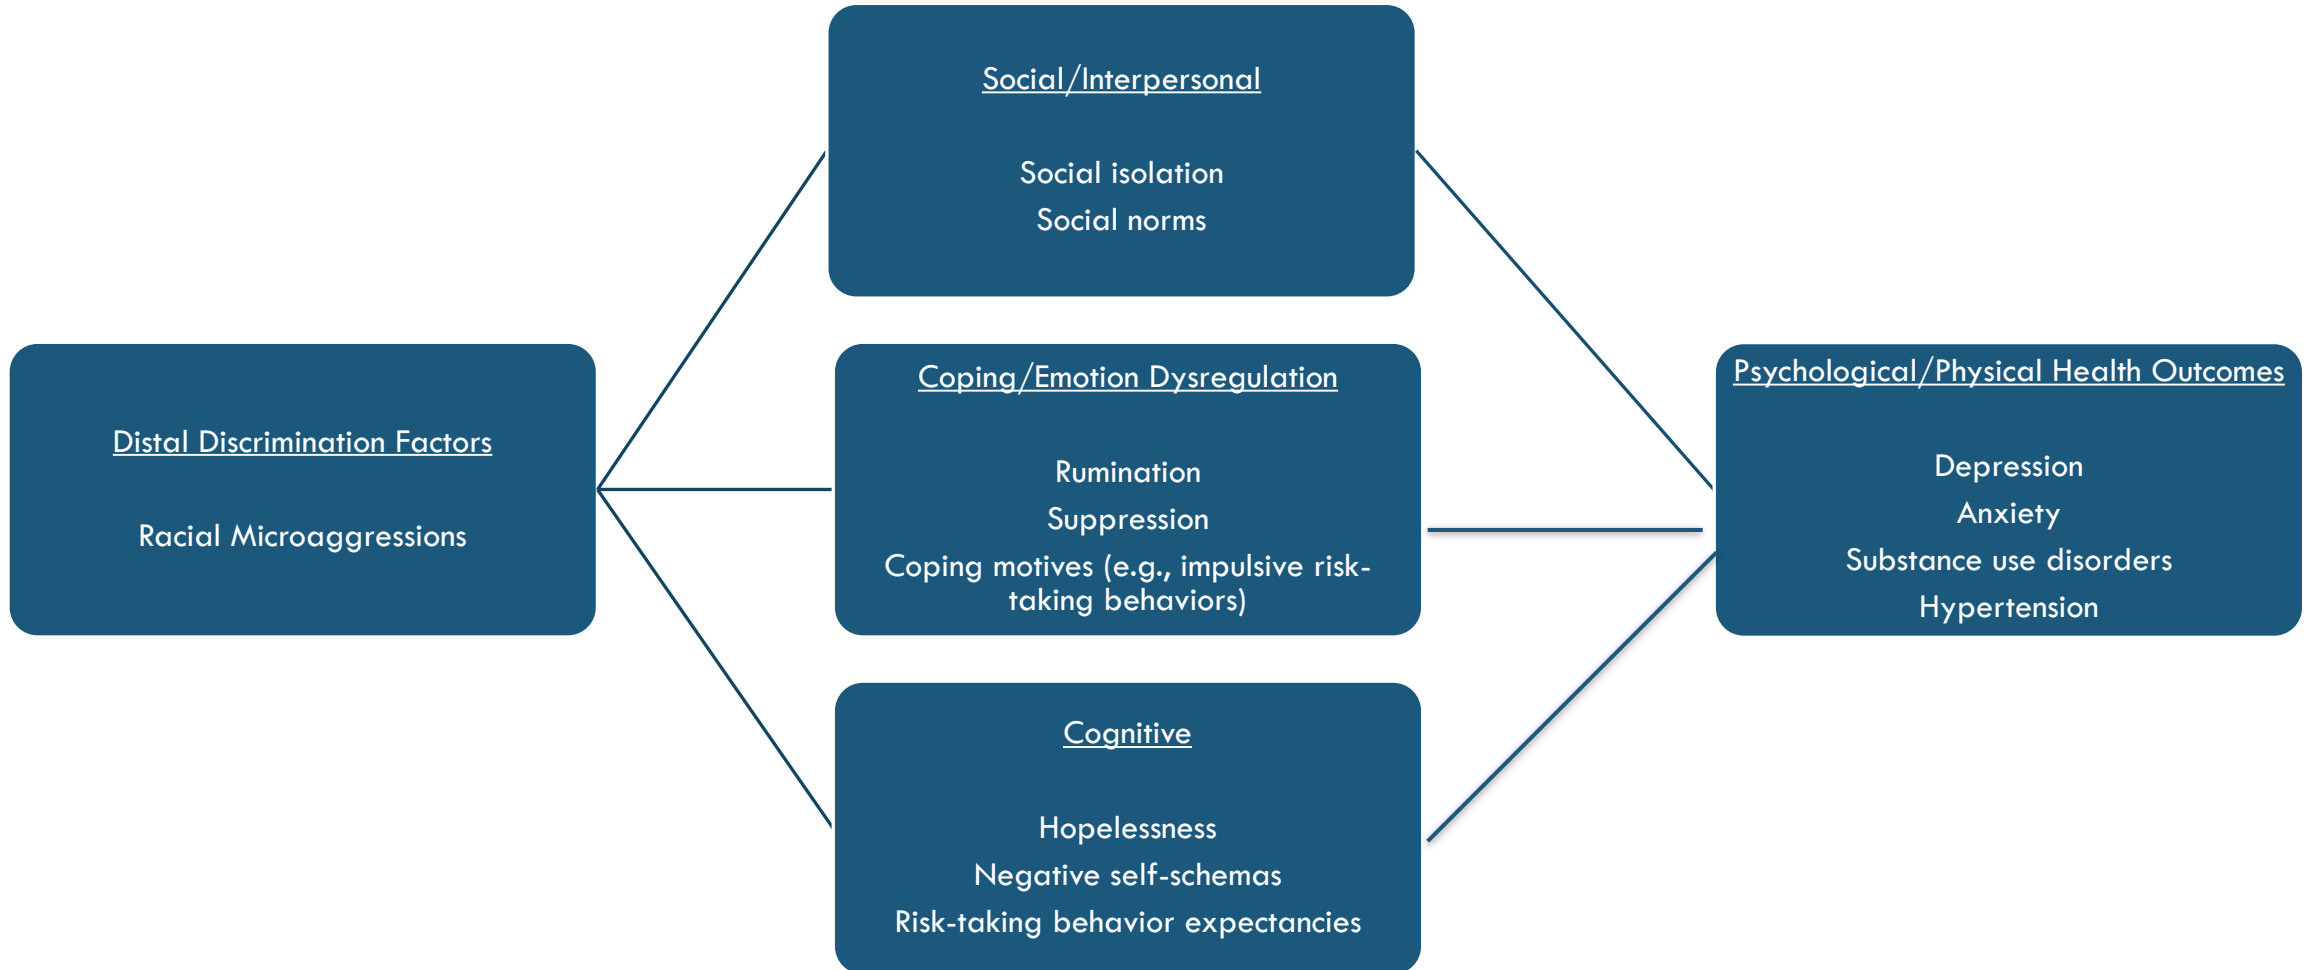 Social/Interpersonal
Social isolation
Social norms
Distal Discrimination Factors
Racial Microaggressions
Coping/Emotion Dysregulation
Rumination
Suppression
Coping motives (e.g., impulsive risk-
taking behaviors)
Cognitive
Hopelessness
Negative self-schemas
Risk-taking behavior expectancies
Psychological/Physical Health Outcomes
Depression
Anxiety
Substance use disorders
Hypertension